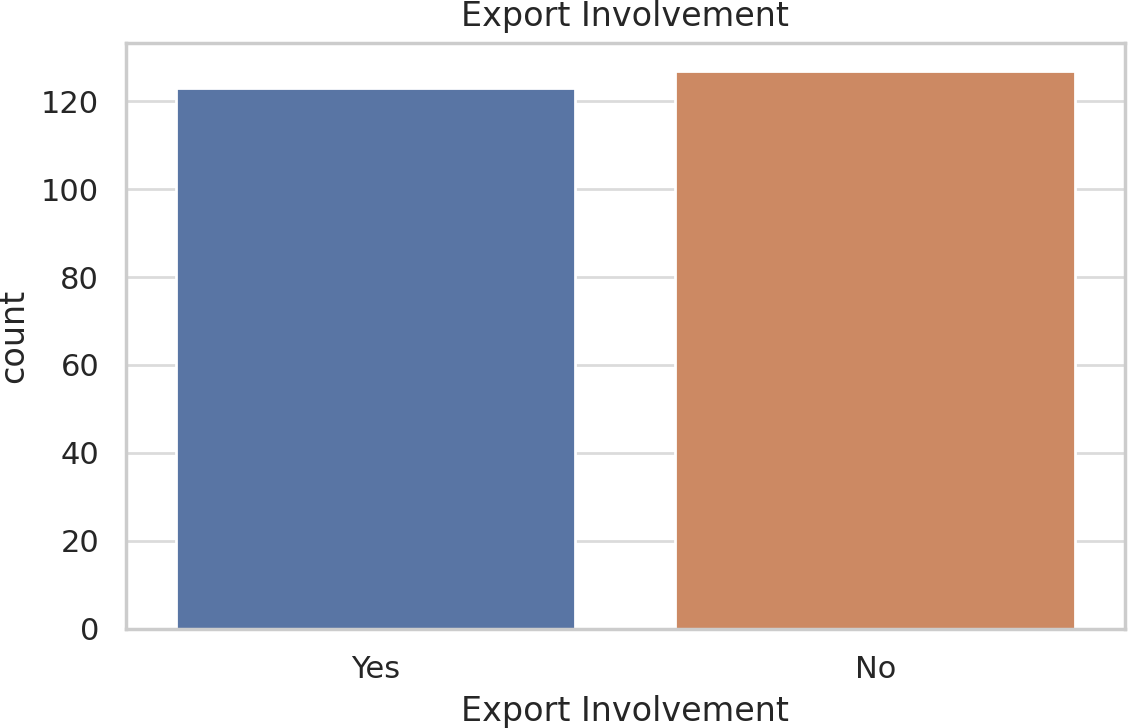 Export Involvement
120
100
80
60
40
20
0
count
Yes No
Export Involvement